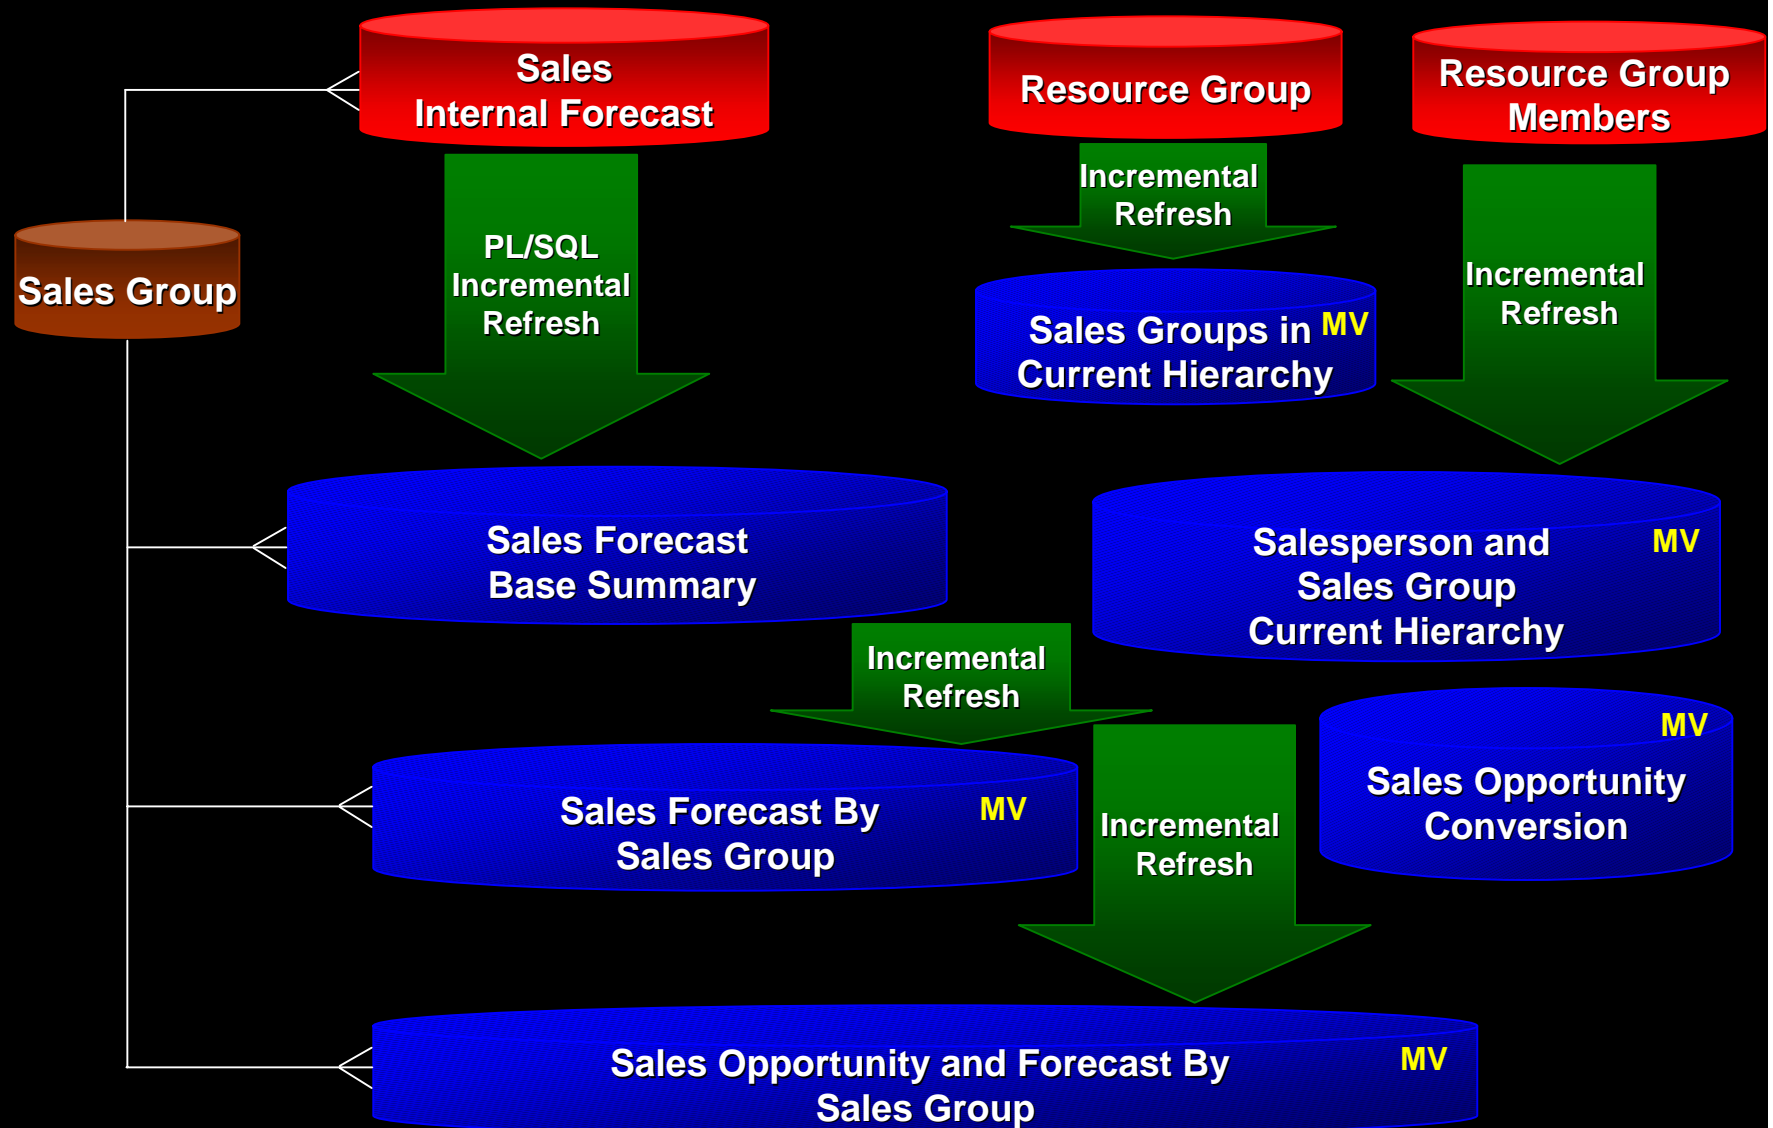 Sales
Internal Forecast
Resource Group
Resource Group
Members
Incremental
Refresh
PL/SQL
Incremental
Refresh
Incremental
Refresh
Sales Group
Sales Groups in MV
Current Hierarchy
Sales Forecast
Base Summary
Salesperson and MV
Sales Group
Current Hierarchy
Incremental
Refresh
MV
Sales Opportunity
Conversion
Sales Forecast By MV
Sales Group
Incremental
Refresh
Sales Opportunity and Forecast By MV
Sales Group